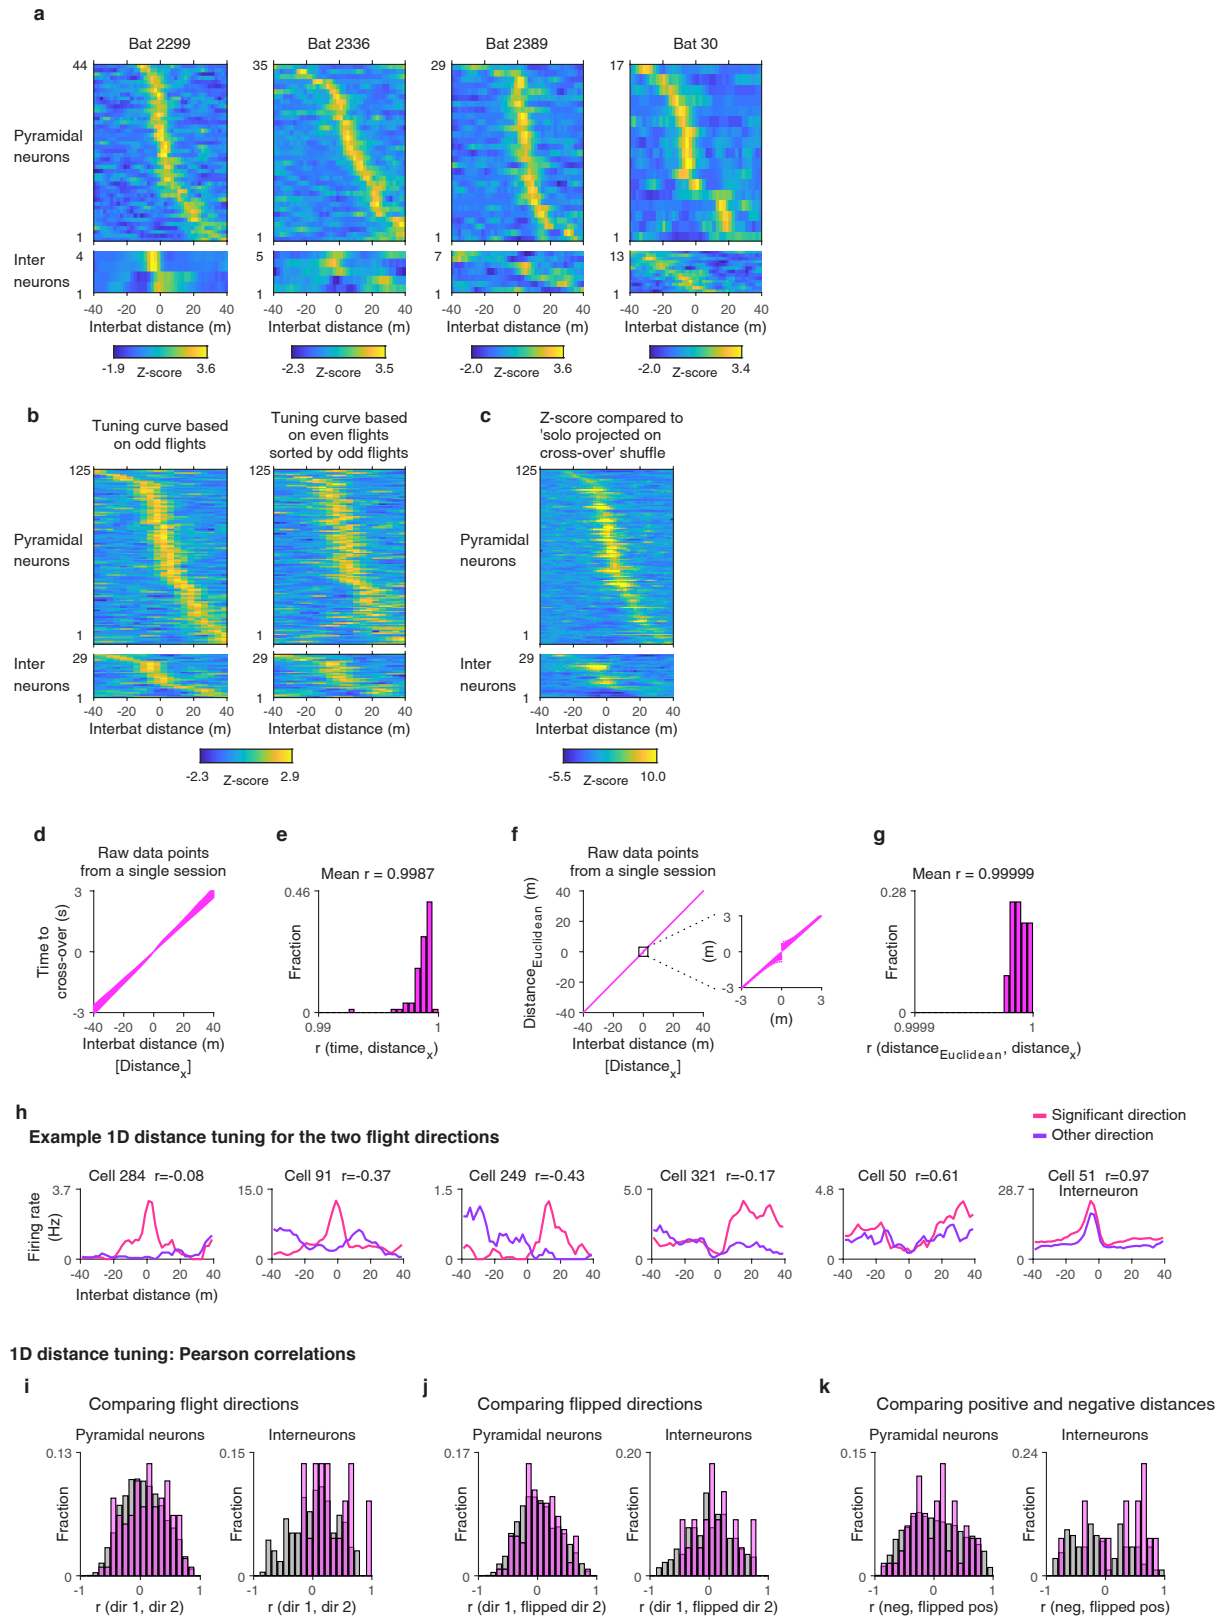 a
Bat 2299
Bat 2336
Bat 2389
Bat 30
44
35
29
17
Pyramidal
neurons
1
1
1
1
4
5
7
13
Inter
neurons
1
1
1
1
-40 -20 0 20 40
-40 -20 0 20 40
-40 -20 0 20 40
-40 -20 0 20 40
Interbat distance (m)
Interbat distance (m)
Interbat distance (m)
Interbat distance (m)
-1.9 Z-score 3.6
-2.3 Z-score 3.5
-2.0 Z-score 3.6
-2.0 Z-score 3.4
b
Tuning curve based
on odd flights
Tuning curve based
on even flights
sorted by odd flights
125
125
Pyramidal
neurons
1
1
Inter
neurons
29
29
1
1
-40 -20 0 20 40
-40 -20 0 20 40
Interbat distance (m)
Interbat distance (m)
-2.3 Z-score 2.9
c
Z-score compared to
'solo projected on
cross-over' shuffle
125
Pyramidal
neurons
1
Inter
neurons
29
1
-40 -20 0 20 40
Interbat distance (m)
-5.5 Z-score 10.0
d
Raw data points
from a single session
Time to
cross-over (s)
3
0
-3
-40 -20 0 20 40
Interbat distance (m)
[Distancex]
e
Mean r = 0.9987
0.46
Fraction
0
0.99 1
r (time, distancex)
f
Raw data points
from a single session
DistanceEuclidean (m)
40
20
0
-20
-40
-40 -20 0 20 40
Interbat distance (m)
[Distancex]
(m)
3
0
-3
-3 0 3
(m)
g
Mean r = 0.99999
0.28
Fraction
0
0.9999 1
r (distanceEuclidean, distancex)
h
Example 1D distance tuning for the two flight directions
Significant direction
Other direction
Cell 284 r=-0.08
Cell 91 r=-0.37
Cell 249 r=-0.43
Cell 321 r=-0.17
Cell 50 r=0.61
Cell 51 r=0.97
Interneuron
Firing rate
(Hz)
3.7
15.0
1.5
5.0
4.8
28.7
0
0
0
0
0
0
-40 -20 0 20 40
-40 -20 0 20 40
-40 -20 0 20 40
-40 -20 0 20 40
-40 -20 0 20 40
-40 -20 0 20 40
Interbat distance (m)
1D distance tuning: Pearson correlations
i
Comparing flight directions
Pyramidal neurons
Interneurons
0.13
0.15
Fraction
Fraction
0
0
-1 0 1
-1 0 1
r (dir 1, dir 2)
r (dir 1, dir 2)
j
Comparing flipped directions
Pyramidal neurons
Interneurons
0.17
0.20
Fraction
Fraction
0
0
-1 0 1
-1 0 1
r (dir 1, flipped dir 2)
r (dir 1, flipped dir 2)
k
Comparing positive and negative distances
Pyramidal neurons
Interneurons
0.15
0.24
Fraction
Fraction
0
0
-1 0 1
-1 0 1
r (neg, flipped pos)
r (neg, flipped pos)